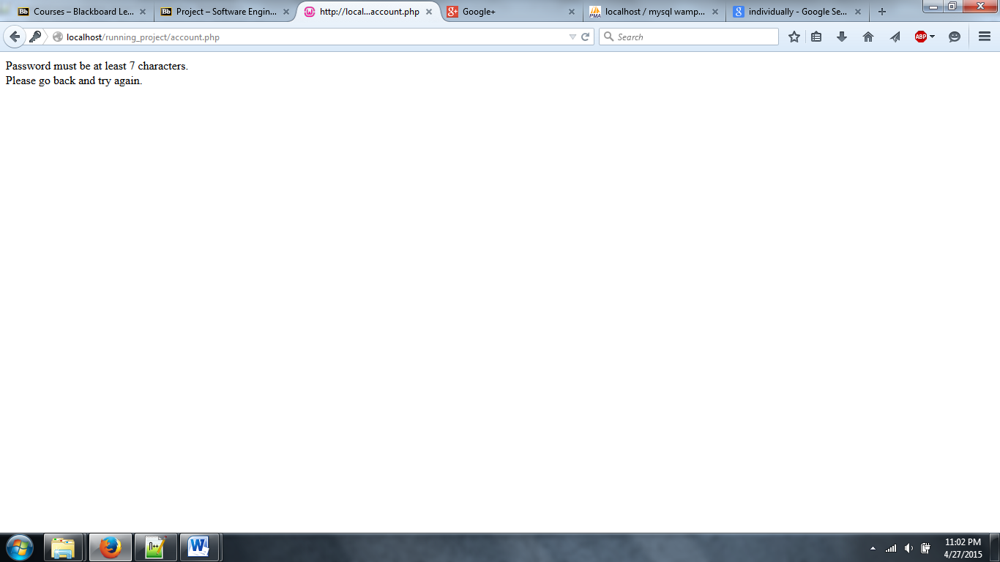 Courses – Blackboard Le...
Project – Software Engin...
http://local...account.php
Google+
localhost / mysql wamp...
individually - Google Se...
localhost/running_project/account.php
Search
ABP
Password must be at least 7 characters.
Please go back and try again.
11:02 PM
4/27/2015